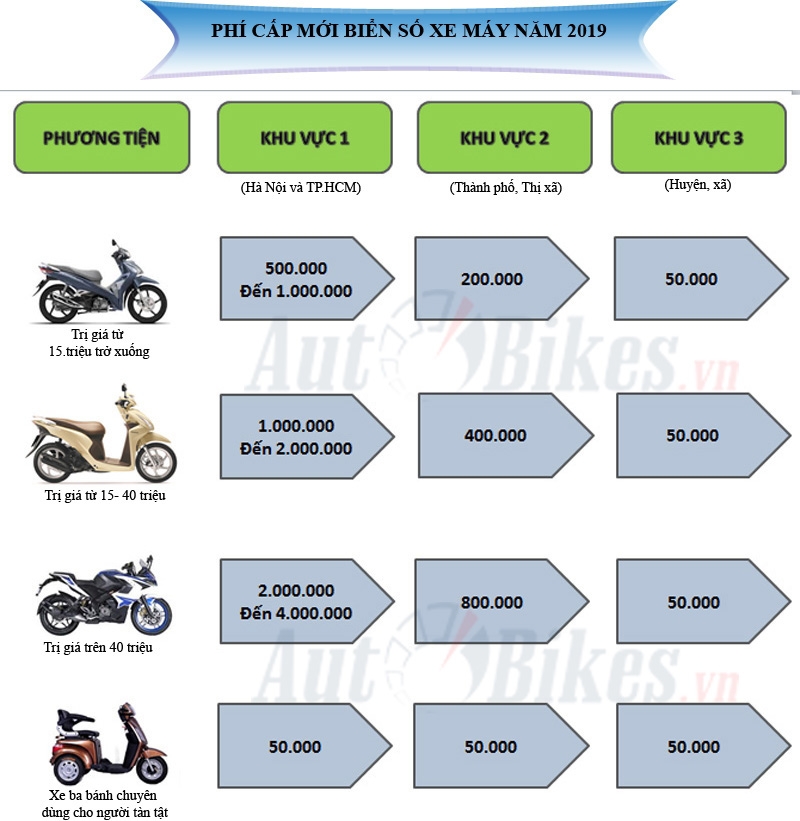 PHÍ CẤP MỚI BIỂN SỐ XE MÁY NĂM 2019
PHƯƠNG TIỆN
KHU VỰC 1
KHU VỰC 2
KHU VỰC 3
(Hà Nội và TP.HCM)
(Thành phố, Thị xã)
(Huyện, xã)
500.000
Đến 1.000.000
200.000
50.000
Trị giá từ
15.triệu trở xuống
AutoBikes.vn
1.000.000
Đến 2.000.000
400.000
50.000
Trị giá từ 15- 40 triệu
2.000.000
Đến 4.000.000
800.000
50.000
Trị giá trên 40 triệu
AutoBikes.vn
50.000
50.000
50.000
Xe ba bánh chuyên
dùng cho người tàn tật